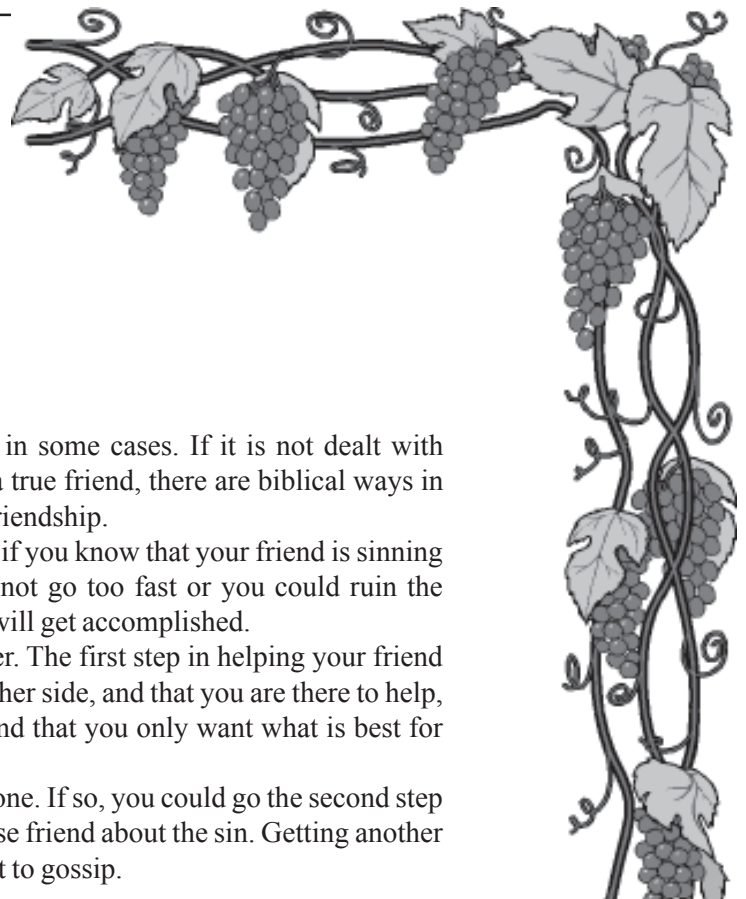 in some cases. If it is not dealt with
a true friend, there are biblical ways in
riendship.
if you know that your friend is sinning
not go too fast or you could ruin the
will get accomplished.
er. The first step in helping your friend
her side, and that you are there to help,
nd that you only want what is best for
one. If so, you could go the second step
se friend about the sin. Getting another
t to gossip.